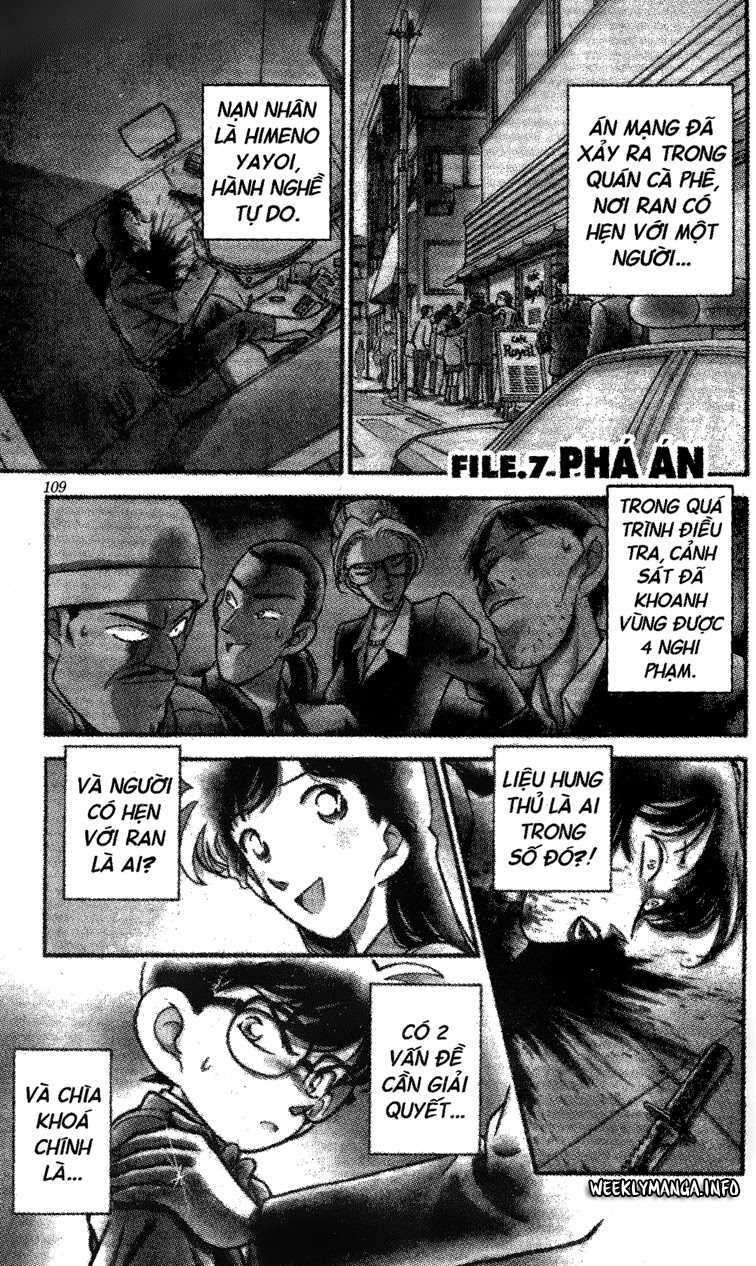 ÁN MẠNG ĐÃ
XẢY RA TRONG
QUÁN CÀ PHÊ,
NƠI RAN CÓ
HẸN VỚI MỘT
NGƯỜI...
Cafe
Royal
NẠN NHÂN
LÀ HIMENO
YAYOI,
HÀNH NGHỀ
TỰ DO.
FILE.7- PHÁ ÁN
109
TRONG QUÁ
TRÌNH ĐIỀU
TRA, CẢNH
SÁT ĐÃ
KHOANH
VÙNG ĐƯỢC
4 NGHI
PHẠM.
LIỆU HUNG
THỦ LÀ AI
TRONG
SỐ ĐÓ?!
VÀ NGƯỜI
CÓ HẸN
VỚI RAN
LÀ AI?
CÓ 2
VẤN ĐỀ
CẦN GIẢI
QUYẾT...
VÀ CHÌA
KHOÁ
CHÍNH
LÀ...
WEEKLYMANGA.INFO